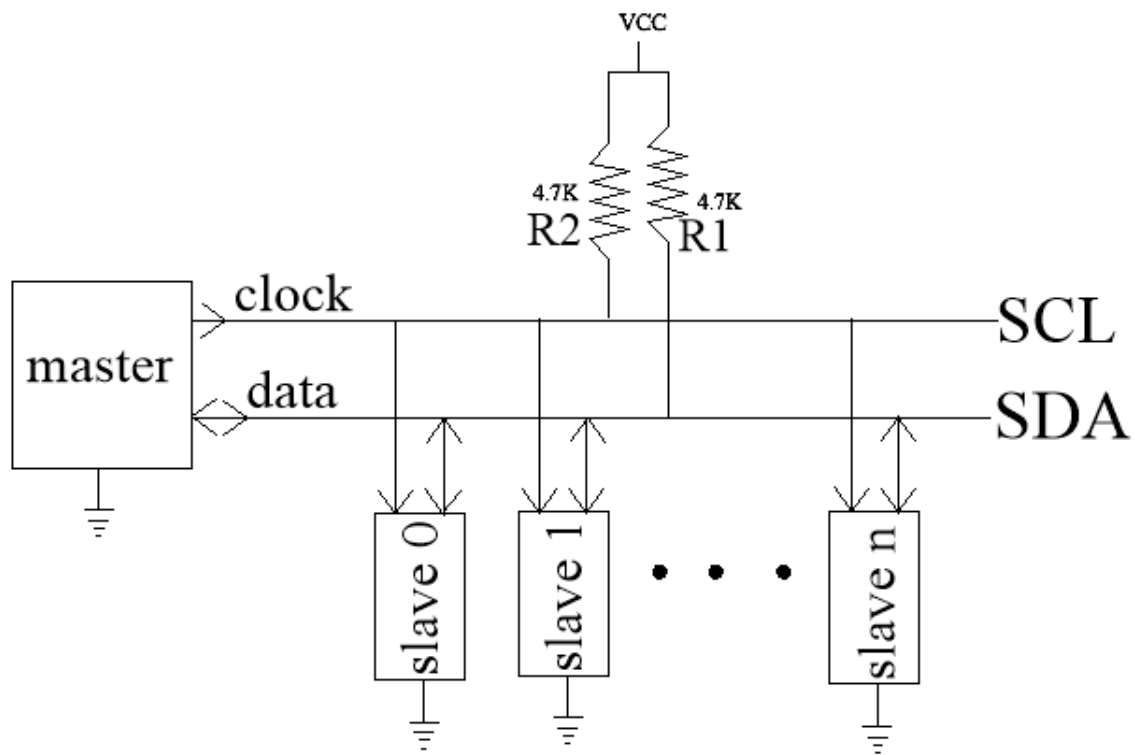 VCC
4.7K
R2
4.7K
R1
clock
SCL
master
data
SDA
slave 0
slave 1
slave n